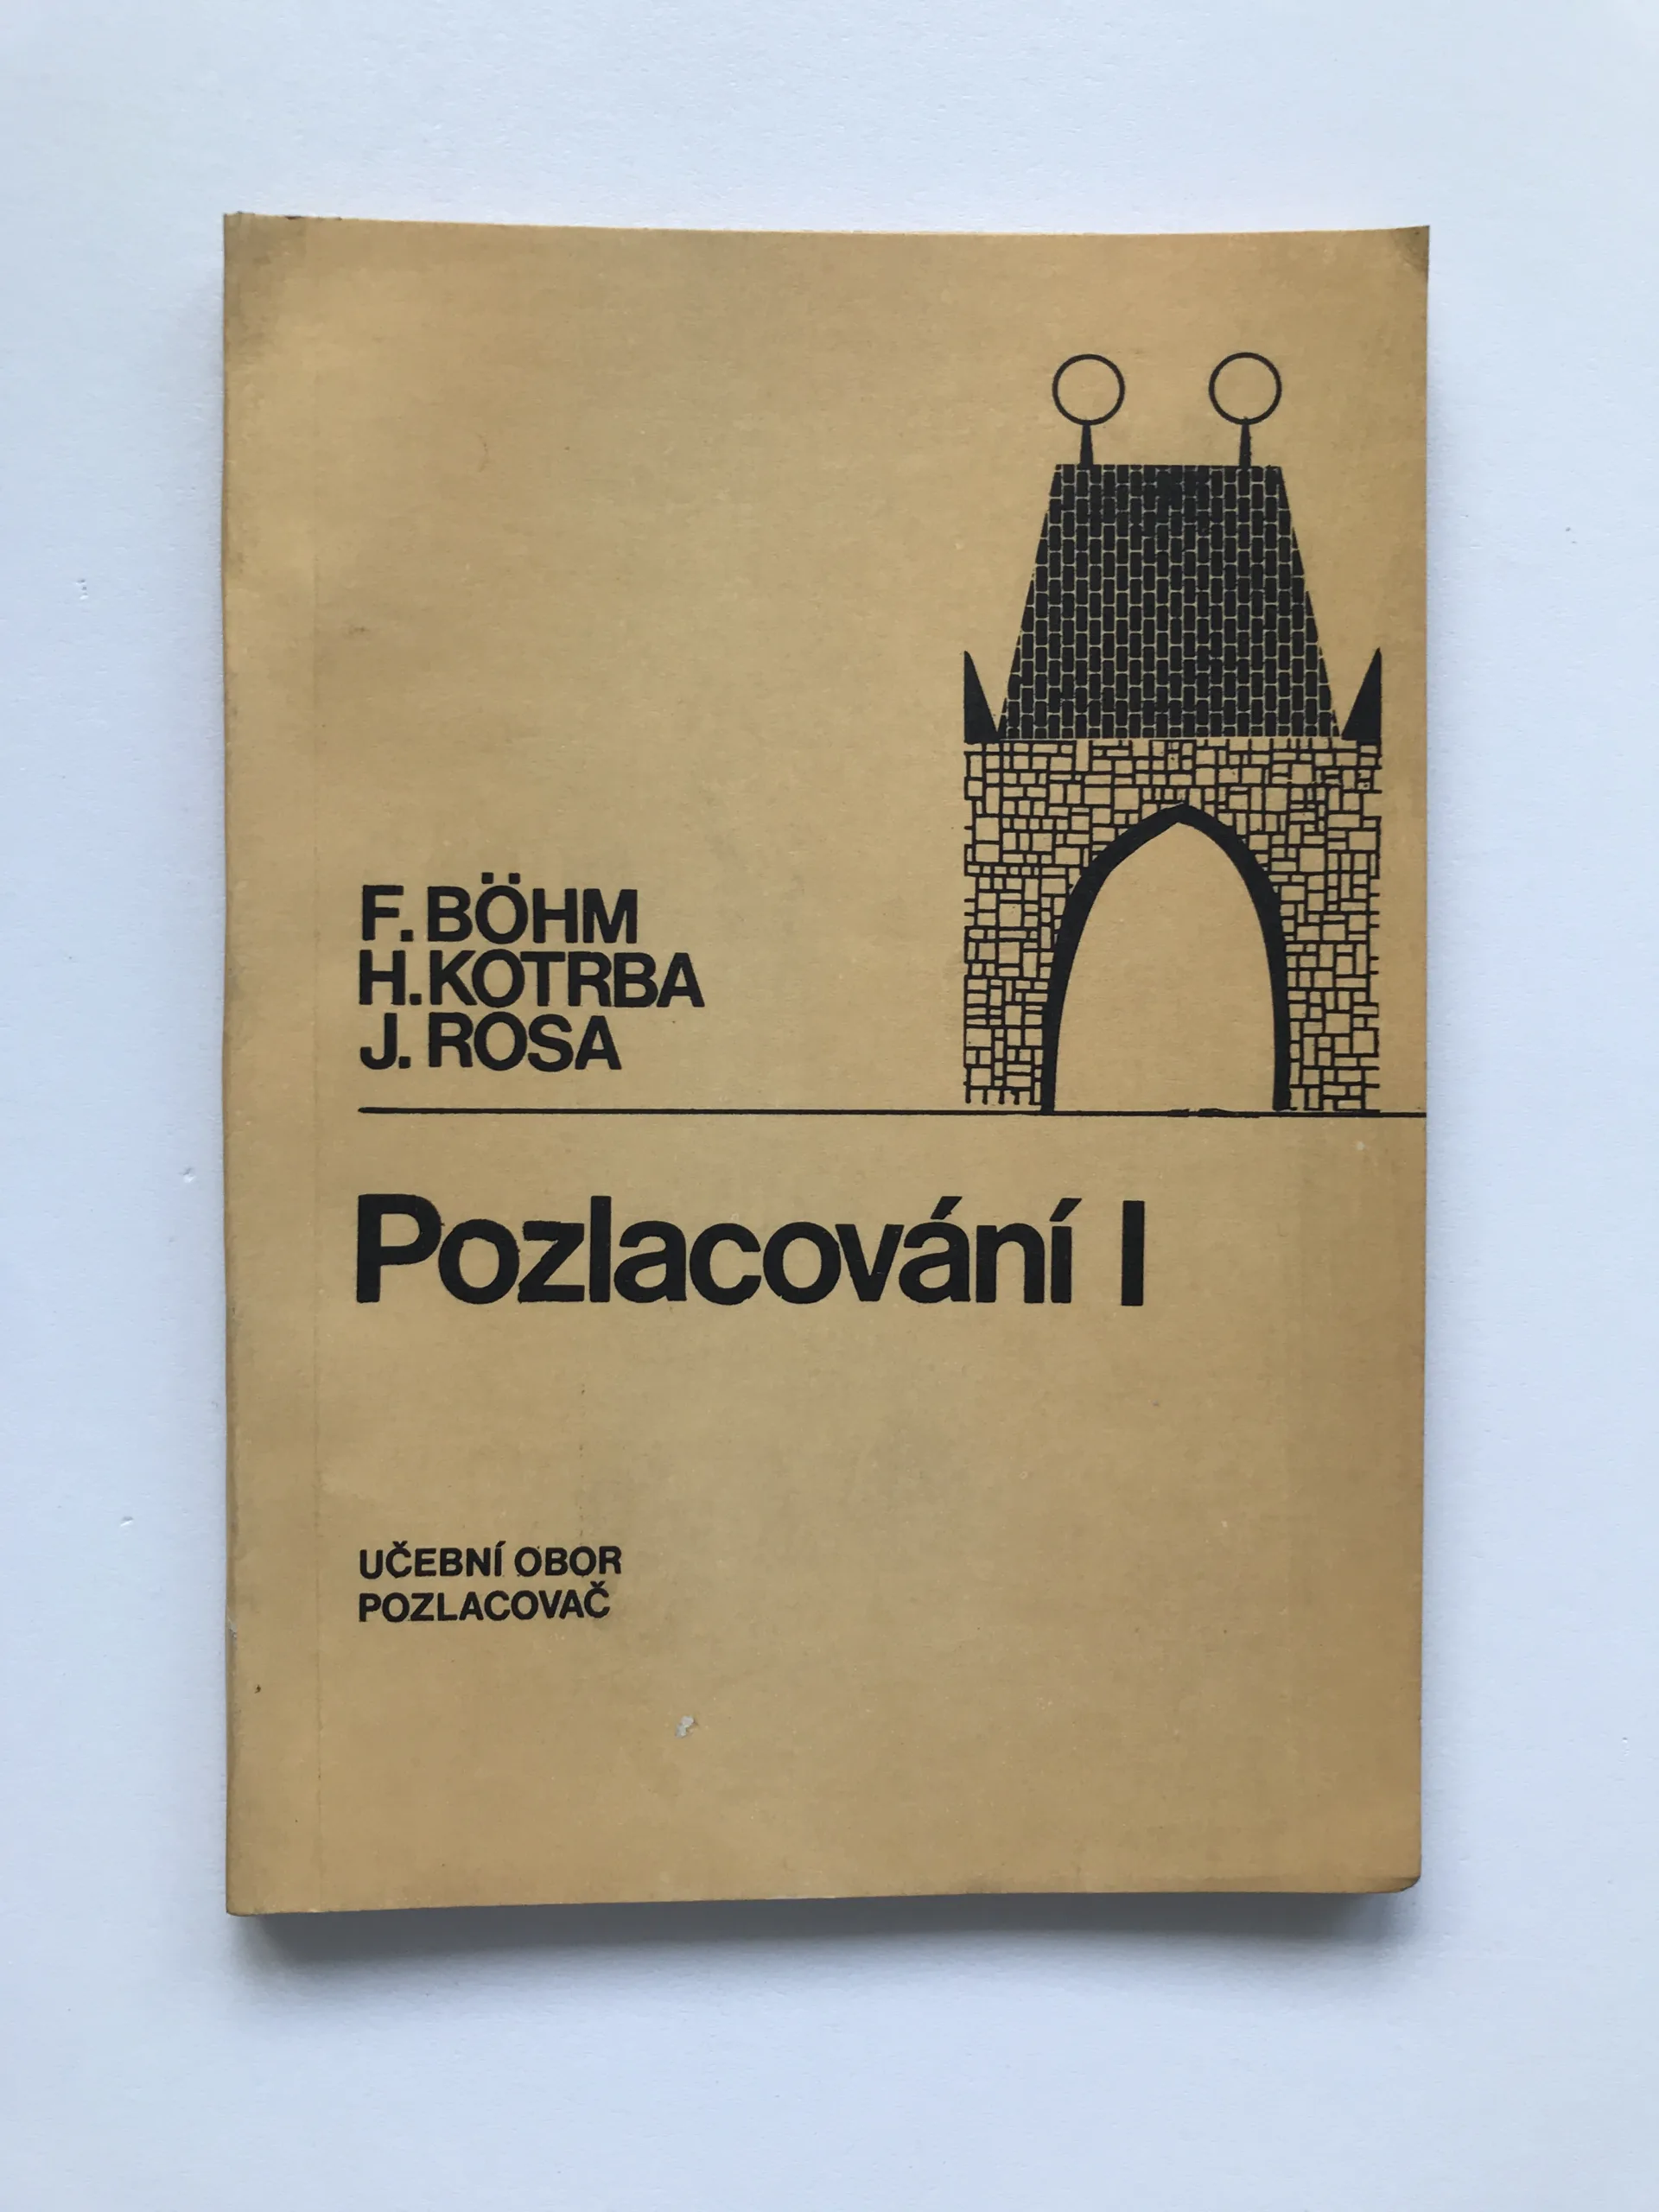 F. BÖHM
H. KOTRBA
J. ROSA
Pozlacování I
UČEBNÍ OBOR
POZLACOVAČ